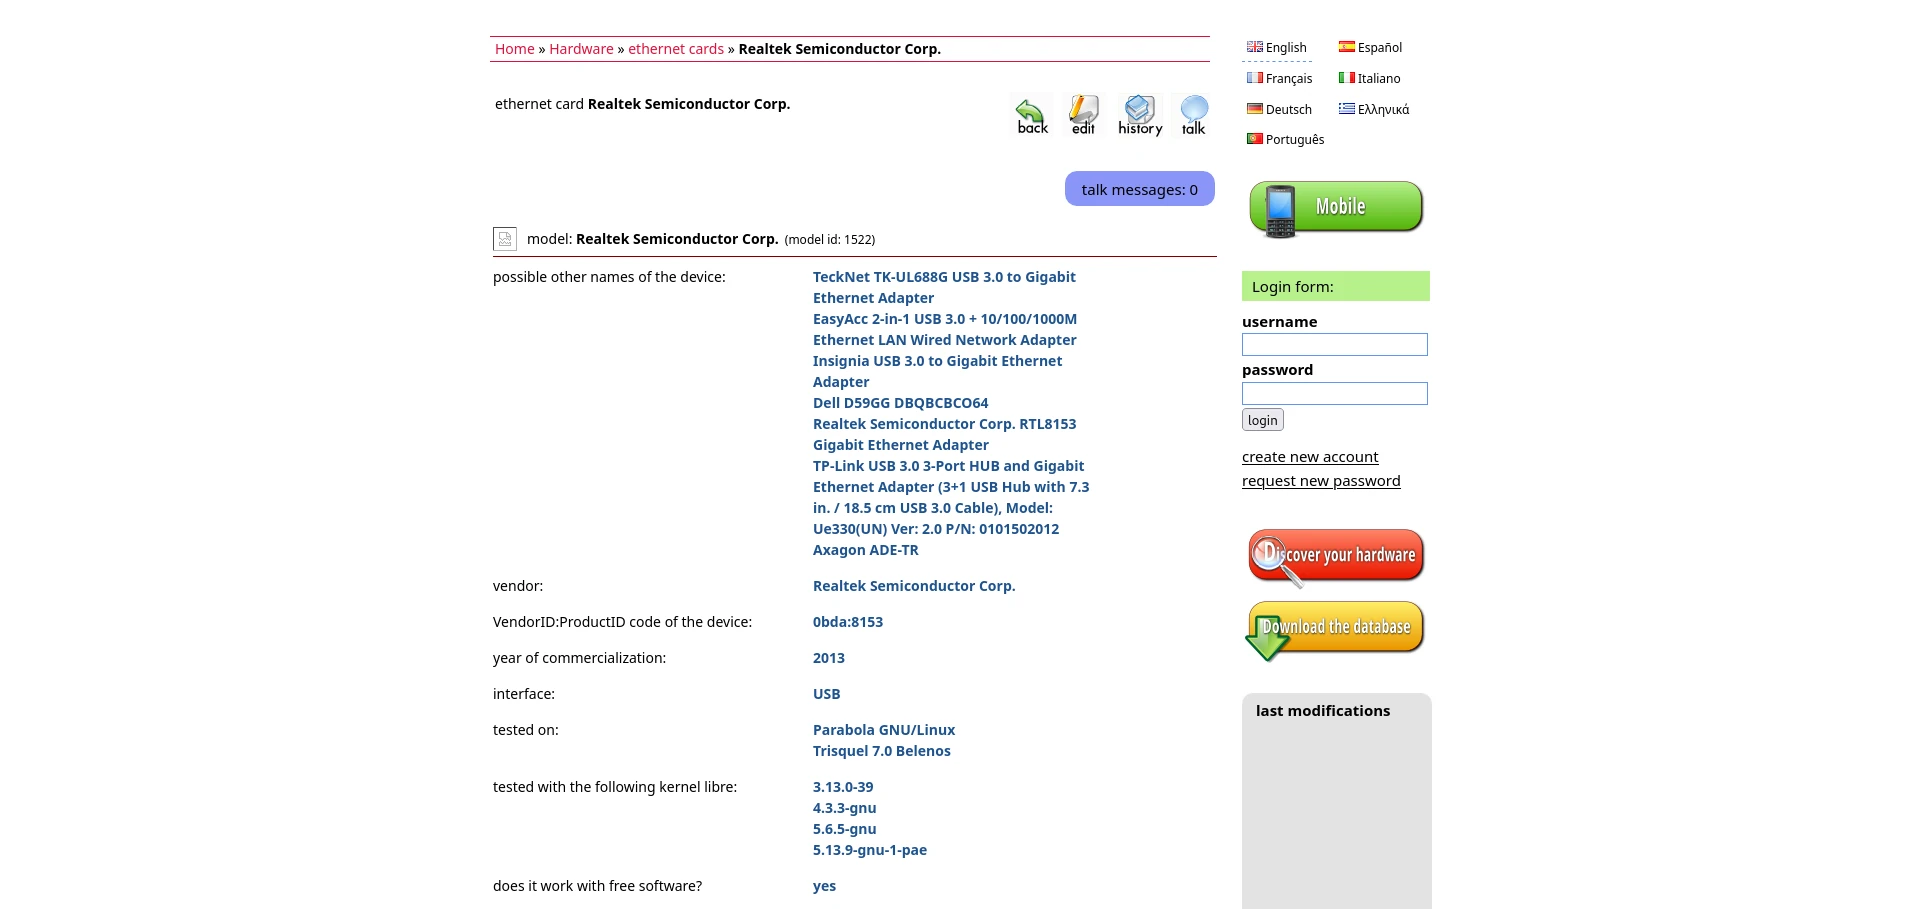 Home » Hardware » ethernet cards » Realtek Semiconductor Corp.
ethernet card Realtek Semiconductor Corp.
back
edit
history
talk
talk messages: 0
model: Realtek Semiconductor Corp. (model id: 1522)
possible other names of the device:
TeckNet TK-UL688G USB 3.0 to Gigabit
Ethernet Adapter
EasyAcc 2-in-1 USB 3.0 + 10/100/1000M
Ethernet LAN Wired Network Adapter
Insignia USB 3.0 to Gigabit Ethernet
Adapter
Dell D59GG DBQBCBCO64
Realtek Semiconductor Corp. RTL8153
Gigabit Ethernet Adapter
TP-Link USB 3.0 3-Port HUB and Gigabit
Ethernet Adapter (3+1 USB Hub with 7.3
in. / 18.5 cm USB 3.0 Cable), Model:
Ue330(UN) Ver: 2.0 P/N: 0101502012
Axagon ADE-TR
vendor: Realtek Semiconductor Corp.
VendorID:ProductID code of the device: 0bda:8153
year of commercialization: 2013
interface: USB
tested on: Parabola GNU/Linux
Trisquel 7.0 Belenos
tested with the following kernel libre: 3.13.0-39
4.3.3-gnu
5.6.5-gnu
5.13.9-gnu-1-pae
does it work with free software? yes
English
Español
Français
Italiano
Deutsch
Ελληνικά
Português
Mobile
Login form:
username
password
login
create new account
request new password
Discover your hardware
Download the database
last modifications